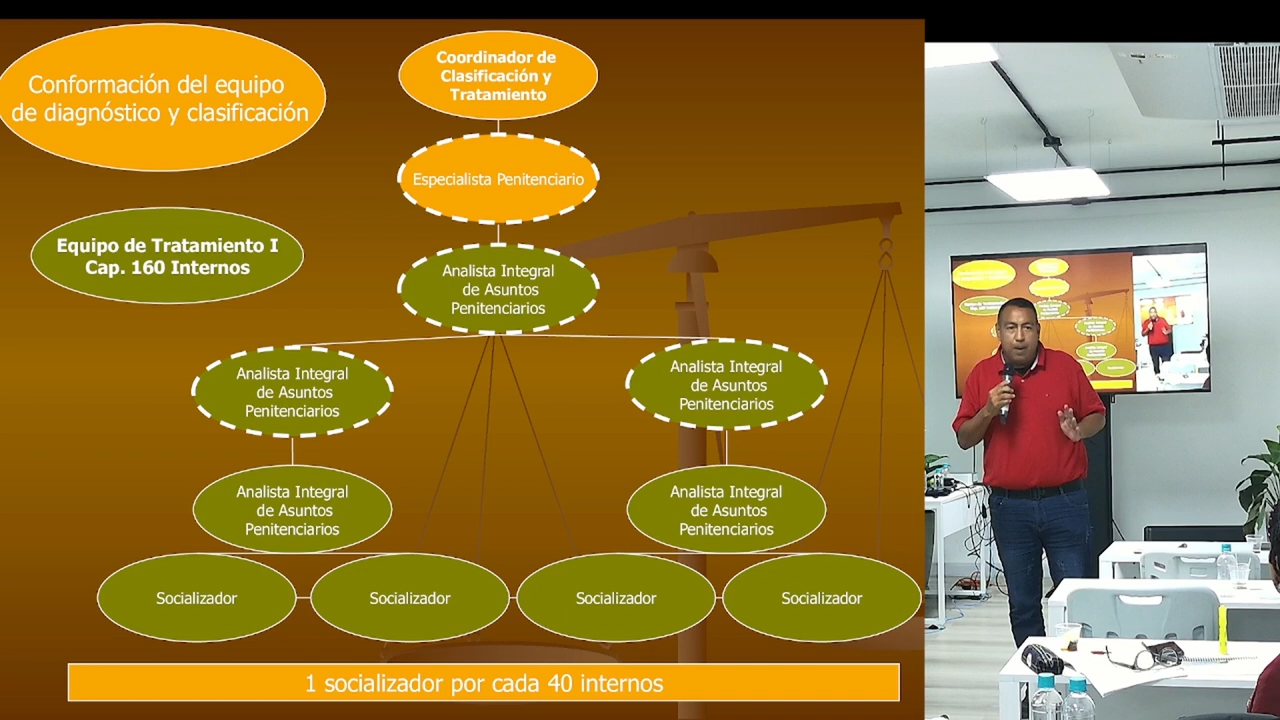 Conformación del equipo
de diagnóstico y clasificación
Coordinador de
Clasificación y
Tratamiento
Especialista Penitenciario
Equipo de Tratamiento I
Cap. 160 Internos
Analista Integral
de Asuntos
Penitenciarios
Analista Integral
de Asuntos
Penitenciarios
Analista Integral
de Asuntos
Penitenciarios
Analista Integral
de Asuntos
Penitenciarios
Analista Integral
de Asuntos
Penitenciarios
Socializador
Socializador
Socializador
Socializador
1 socializador por cada 40 internos